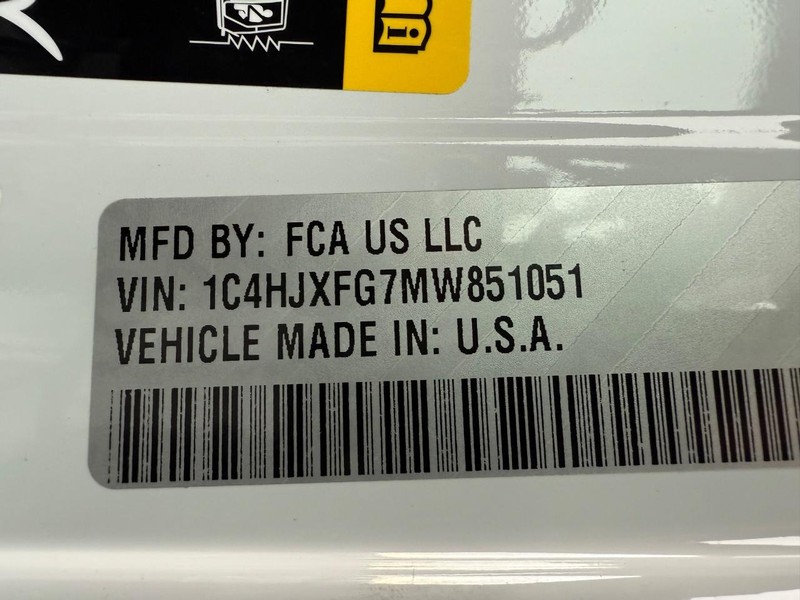 MFD BY: FCA US LLC
VIN: 1C4HJXFG7MW851051
VEHICLE MADE IN: U.S.A.